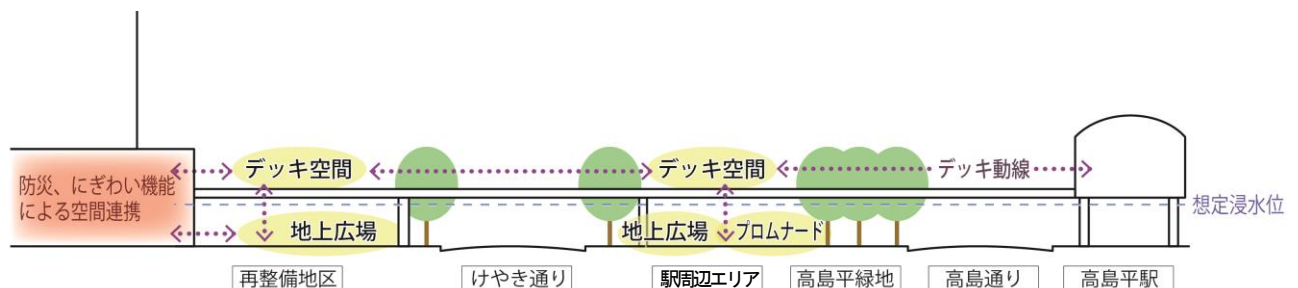 デッキ空間
デッキ空間
デッキ動線
防災、にぎわい機能
による空間連携
想定浸水位
地上広場
地上広場
プロムナード
再整備地区
けやき通り
駅周辺エリア
高島平緑地
高島通り
高島平駅